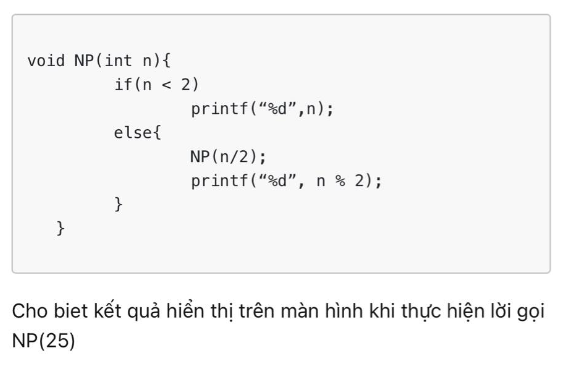 void NP(int n){
if(n < 2)
printf(“%d”,n);
else{
NP(n/2);
printf(“%d”, n % 2);
}
}
Cho biet kết quả hiển thị trên màn hình khi thực hiện lời gọi
NP(25)